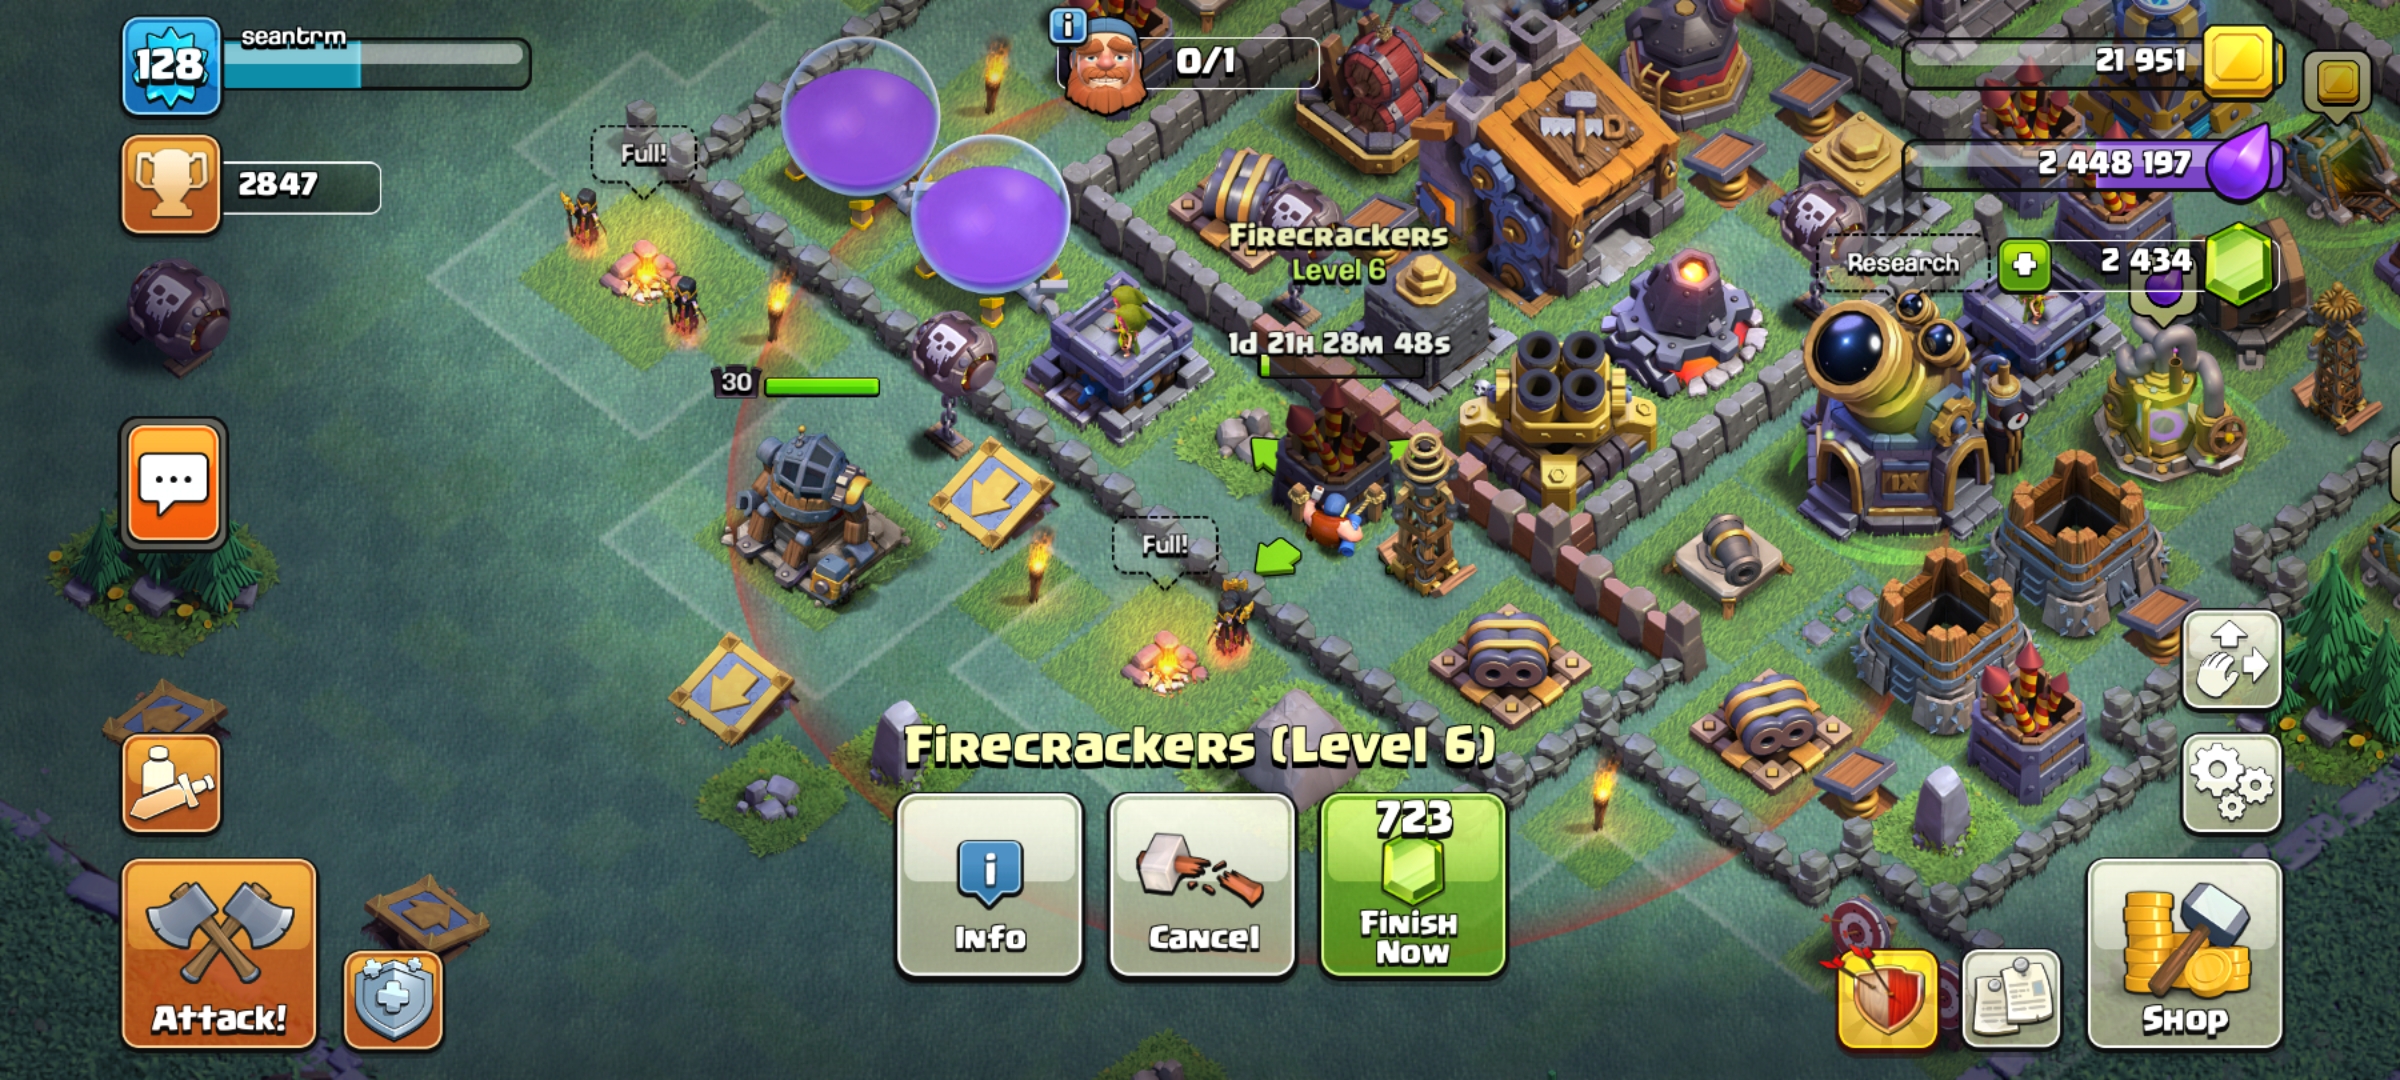 128
seantrm
0/1
21 951
2847
Full!
2 448 197
Firecrackers
Level 6
Research
2 434
1d 21h 28m 48s
30
IX
Full!
Firecrackers (Level 6)
723
Info
Cancel
Finish
Now
Attack!
Shop